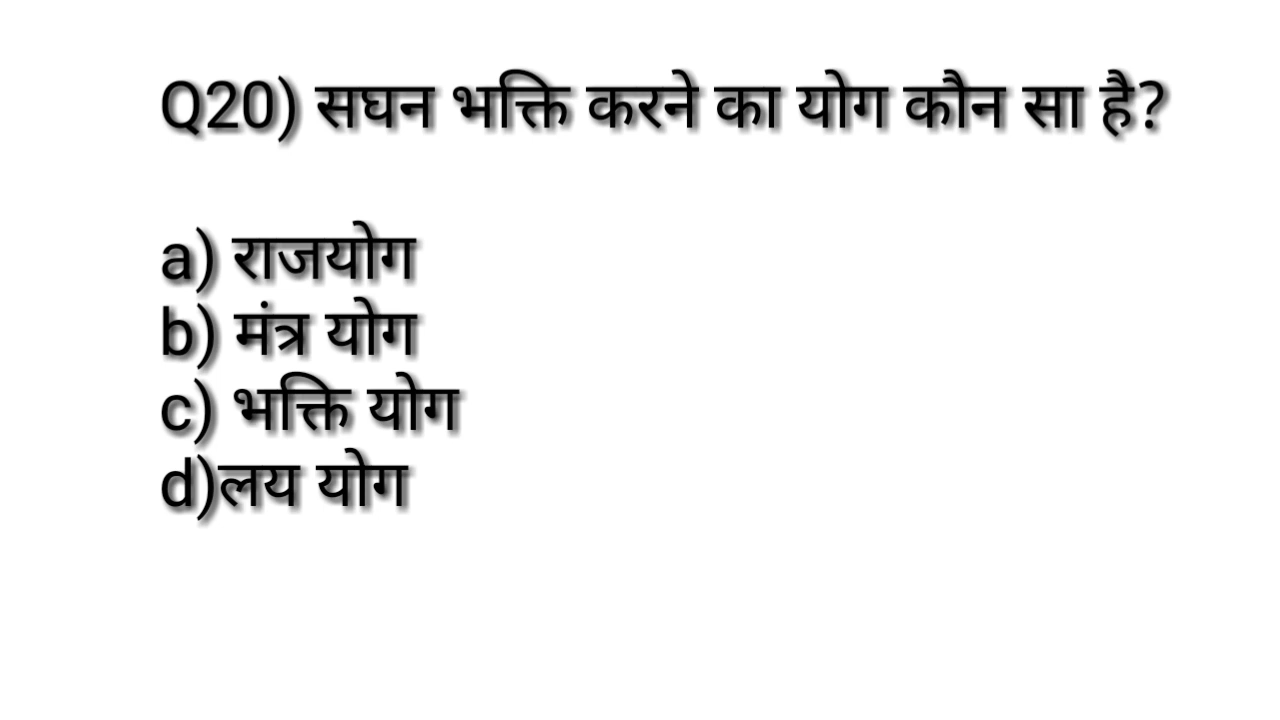 Q20) सघन भक्ति करने का योग कौन सा है?
a) राजयोग
b) मंत्र योग
c) भक्ति योग
d)लय योग